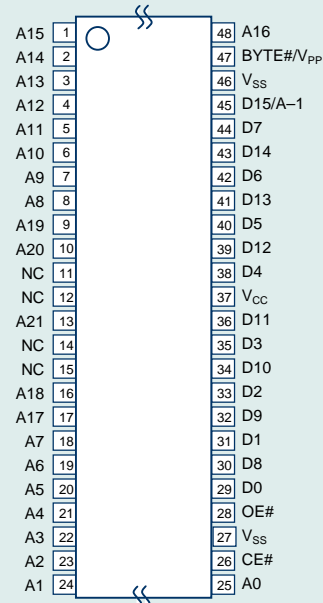 A15 1 48 A16
A14 2 47 BYTE#/VPP
A13 3 46 VSS
A12 4 45 D15/A–1
A11 5 44 D7
A10 6 43 D14
A9 7 42 D6
A8 8 41 D13
A19 9 40 D5
A20 10 39 D12
NC 11 38 D4
NC 12 37 VCC
A21 13 36 D11
NC 14 35 D3
NC 15 34 D10
A18 16 33 D2
A17 17 32 D9
A7 18 31 D1
A6 19 30 D8
A5 20 29 D0
A4 21 28 OE#
A3 22 27 VSS
A2 23 26 CE#
A1 24 25 A0